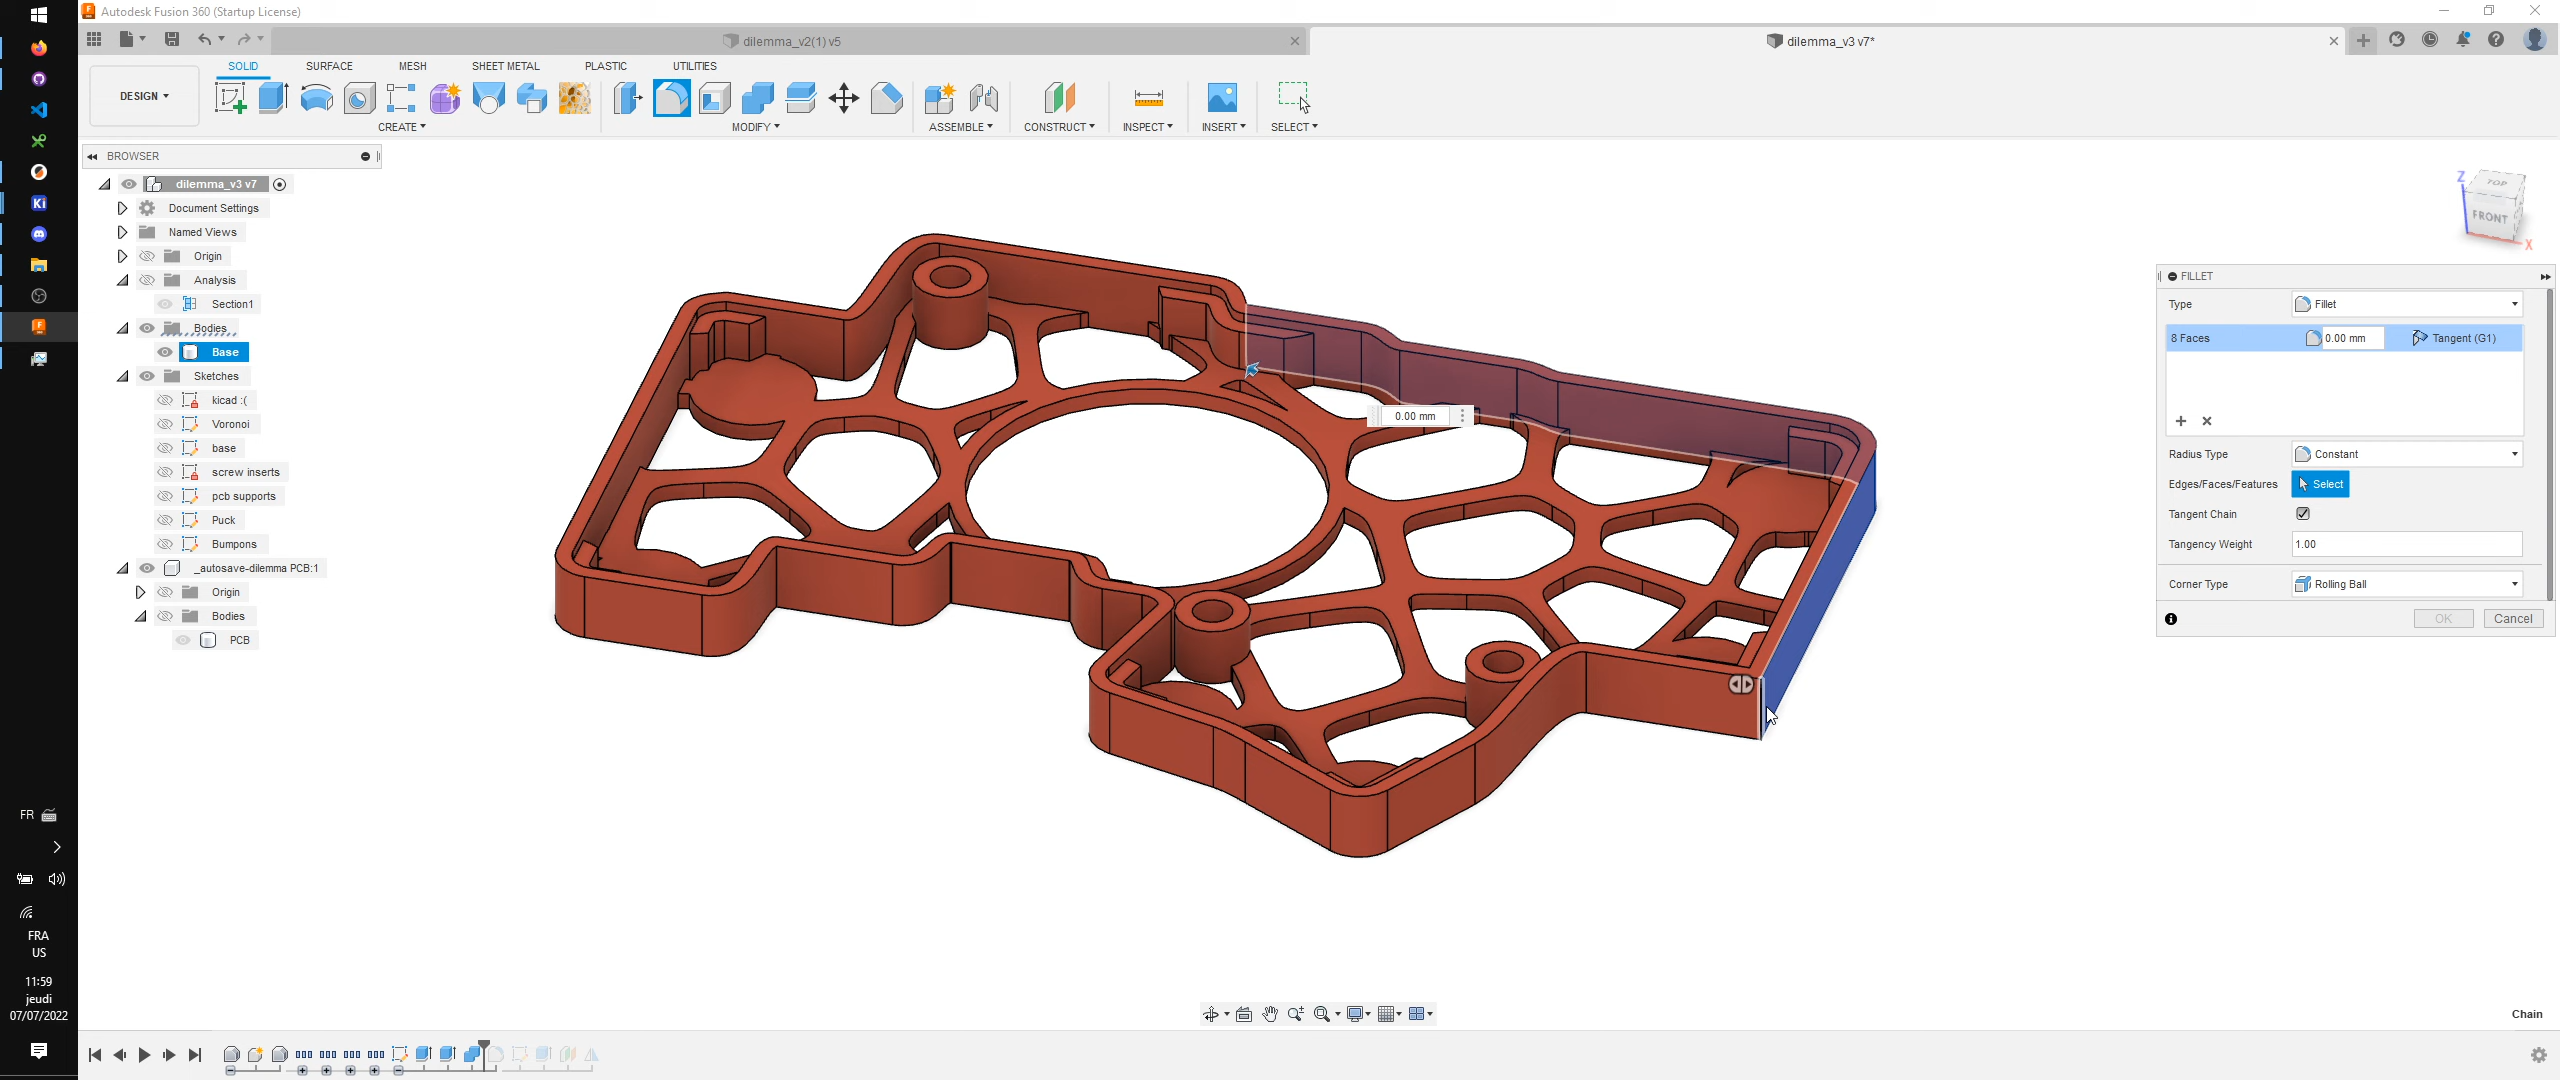 Autodesk Fusion 360 (Startup License)
dilemma_v2(1) v5
dilemma_v3 v7*
SOLID
SURFACE
MESH
SHEET METAL
PLASTIC
UTILITIES
DESIGN
CREATE
MODIFY
ASSEMBLE
CONSTRUCT
INSPECT
INSERT
SELECT
BROWSER
dilemma_v3 v7
Document Settings
Named Views
Origin
Analysis
Section1
Bodies
Base
Sketches
kicad :(
Voronoi
base
screw inserts
pcb supports
Puck
Bumpons
_autosave-dilemma PCB:1
Origin
Bodies
PCB
0.00 mm
TOP
FRONT
Z
X
FILLET
Type
Fillet
8 Faces
0.00 mm
Tangent (G1)
Radius Type
Constant
Edges/Faces/Features
Select
Tangent Chain
Tangency Weight
1.00
Corner Type
Rolling Ball
OK
Cancel
Chain
Ki
F
FR
FRA
US
11:59
jeudi
07/07/2022